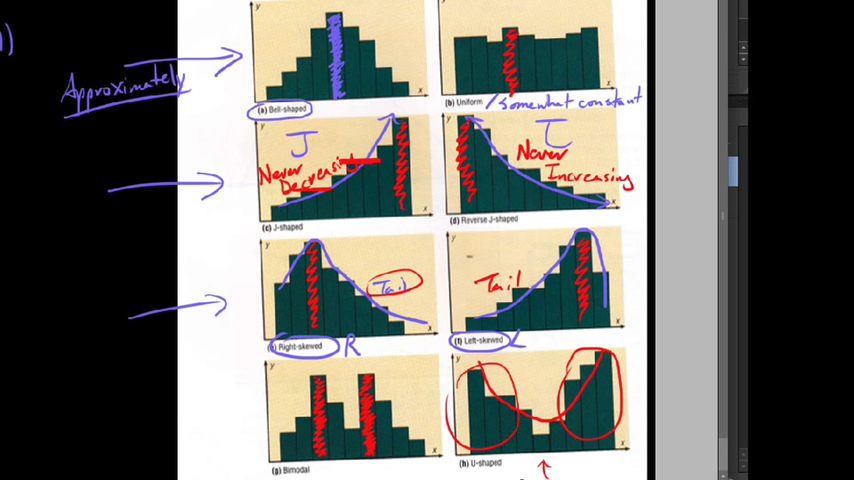 1)
Approximately
y
x
(a) Bell-shaped
y
x
(b) Uniform / somewhat constant
y
J
Never
Decreasing
x
(c) J-shaped
y
Never
Increasing
x
(d) Reverse J-shaped
y
Tail
x
Right-skewed R
y
Tail
x
(f) Left-skewed L
y
x
(g) Bimodal
y
x
(h) U-shaped